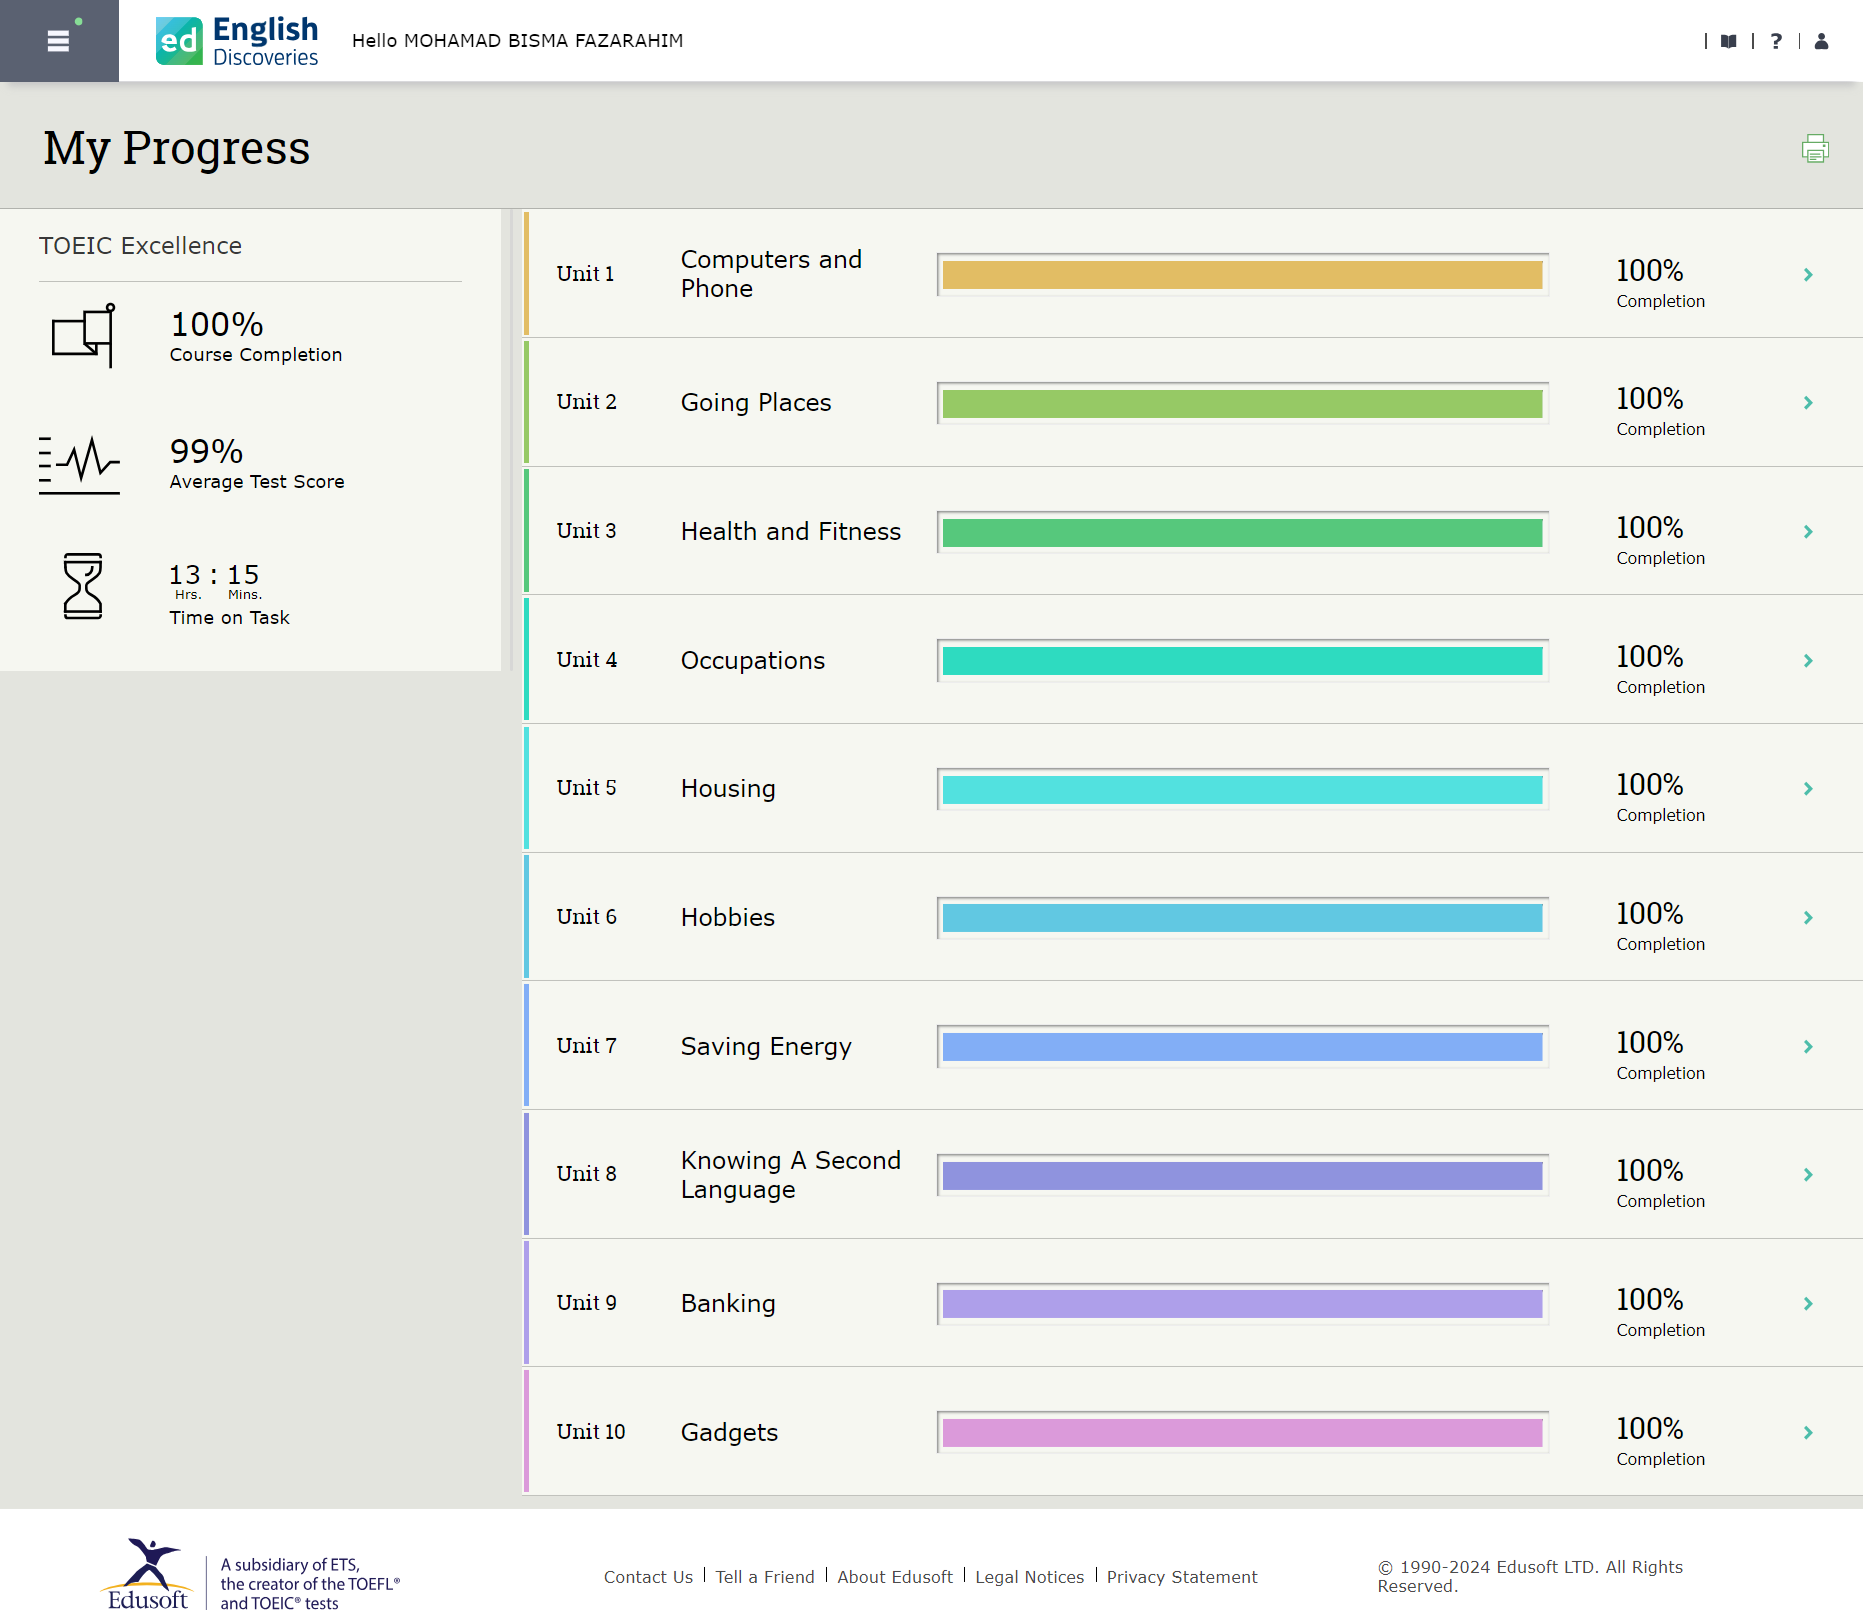 ed English
Discoveries
Hello MOHAMAD BISMA FAZARAHIM
?
My Progress
TOEIC Excellence
100%
Course Completion
99%
Average Test Score
13 : 15
Hrs. Mins.
Time on Task
Unit 1
Computers and
Phone
100%
Completion
Unit 2
Going Places
100%
Completion
Unit 3
Health and Fitness
100%
Completion
Unit 4
Occupations
100%
Completion
Unit 5
Housing
100%
Completion
Unit 6
Hobbies
100%
Completion
Unit 7
Saving Energy
100%
Completion
Unit 8
Knowing A Second
Language
100%
Completion
Unit 9
Banking
100%
Completion
Unit 10
Gadgets
100%
Completion
Edusoft
A subsidiary of ETS,
the creator of the TOEFL®
and TOEIC® tests
Contact Us | Tell a Friend | About Edusoft | Legal Notices | Privacy Statement
© 1990-2024 Edusoft LTD. All Rights
Reserved.